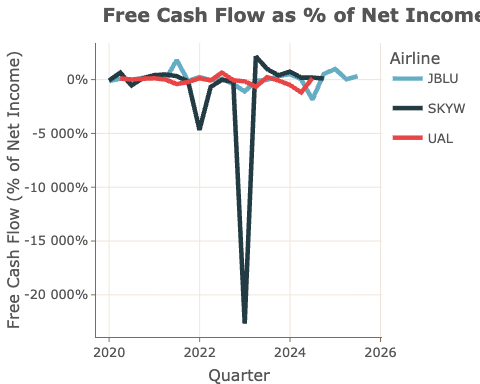 Free Cash Flow as % of Net Income
Free Cash Flow (% of Net Income)
0%
-5 000%
-10 000%
-15 000%
-20 000%
2020
2022
2024
2026
Quarter
Airline
JBLU
SKYW
UAL